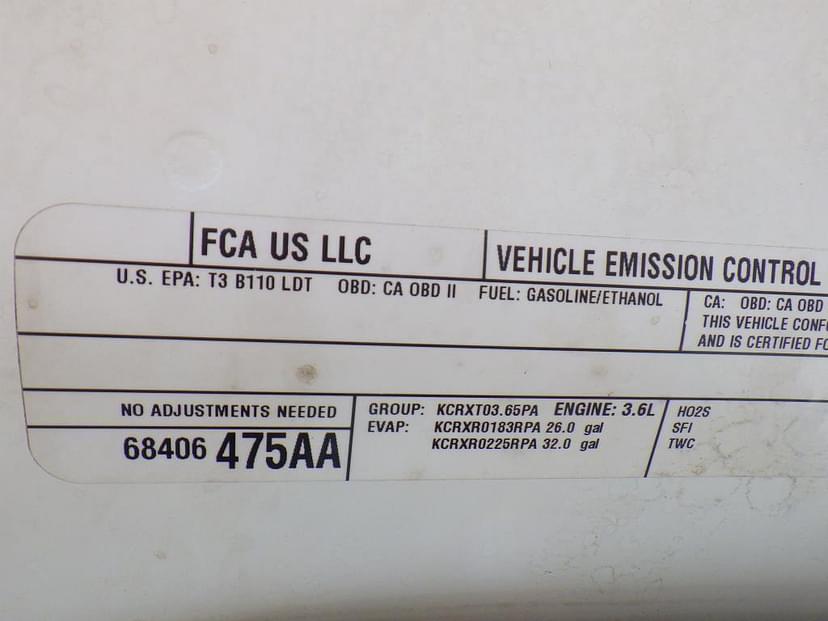 FCA US LLC
VEHICLE EMISSION CONTROL
U.S. EPA: T3 B110 LDT OBD: CA OBD II FUEL: GASOLINE/ETHANOL
CA: OBD: CA OBD
THIS VEHICLE
AND IS CERTIFIED
NO ADJUSTMENTS NEEDED
68406 475AA
GROUP: KCRXT03.65PA ENGINE: 3.6L
EVAP: KCRXR0183RPA 26.0 gal
KCRXR0225RPA 32.0 gal
HO2S
SFI
TWC